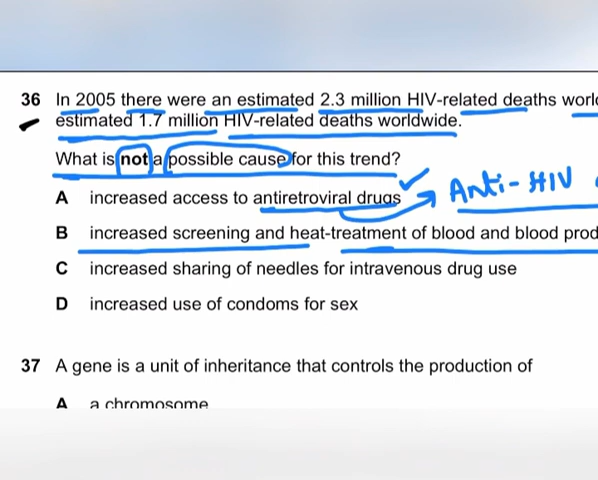 36 In 2005 there were an estimated 2.3 million HIV-related deaths
estimated 1.7 million HIV-related deaths worldwide.
What is not a possible cause for this trend?
A increased access to antiretroviral drugs Anti-HIV
B increased screening and heat-treatment of blood and blood prod
C increased sharing of needles for intravenous drug use
D increased use of condoms for sex
37 A gene is a unit of inheritance that controls the production of
A a chromosome